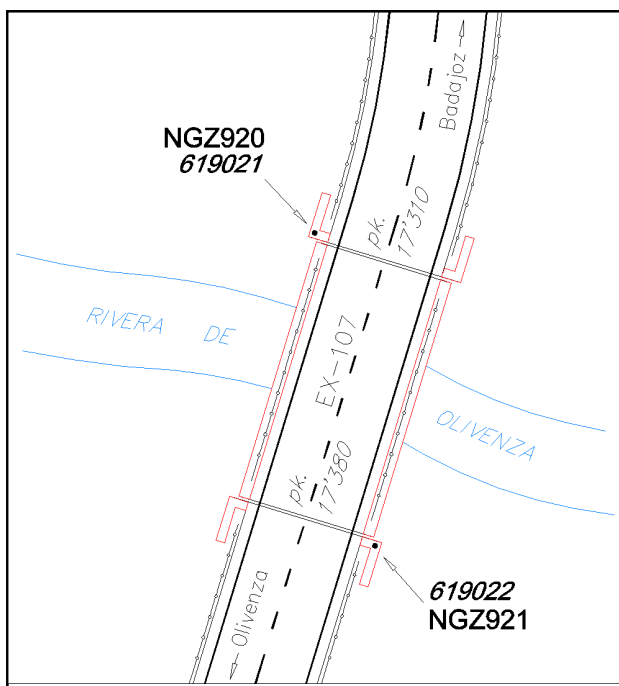 Badajoz
NGZ920
619021
pk.
17'310
RIVERA DE
EX-107
OLIVENZA
pk.
17'380
Olivenza
619022
NGZ921